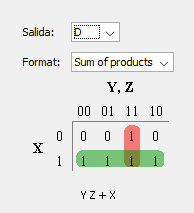 Salida: D
Format: Sum of products
Y, Z
00 01 11 10
X
0 0 0 1 0
1 1 1 1 1
Y Z + X